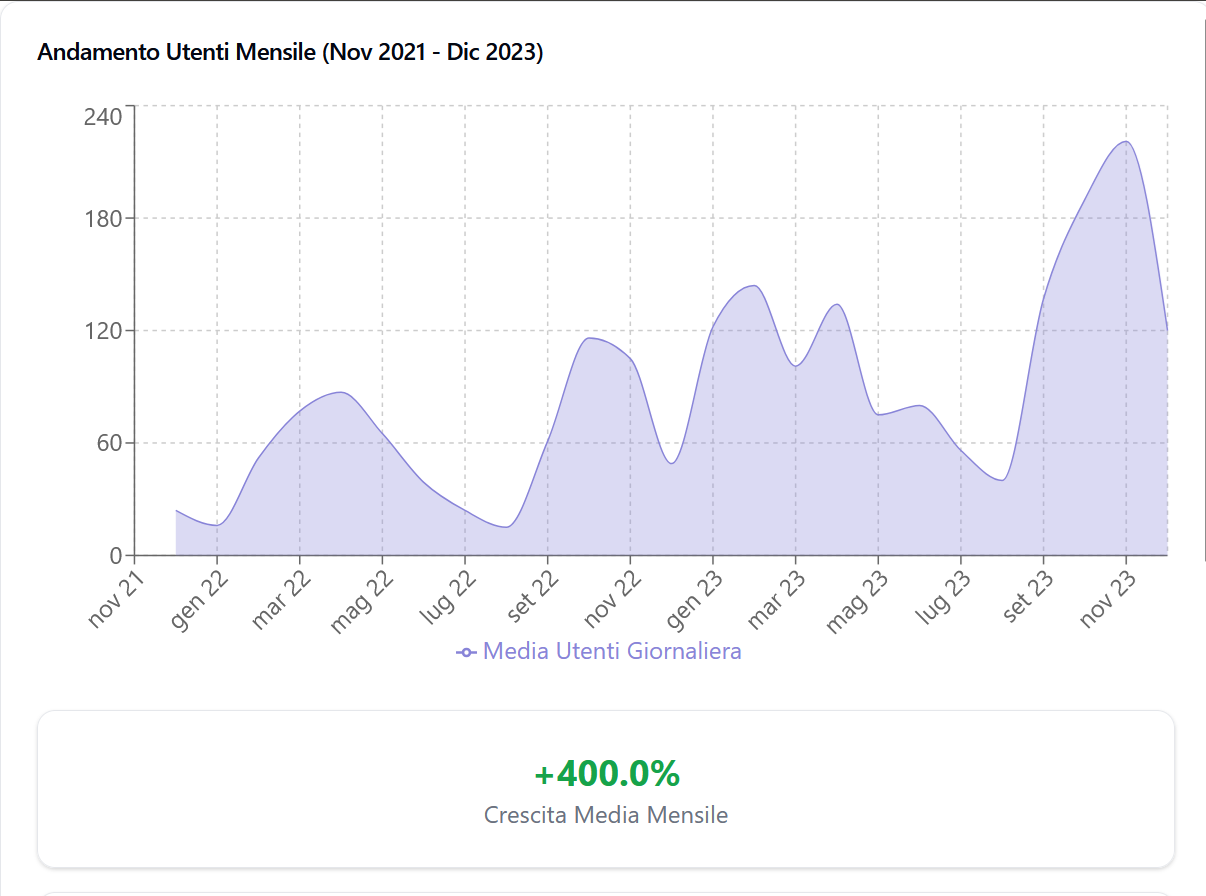 Andamento Utenti Mensile (Nov 2021 - Dic 2023)
240
180
120
60
0
nov 21
gen 22
mar 22
mag 22
lug 22
set 22
nov 22
gen 23
mar 23
mag 23
lug 23
set 23
nov 23
Media Utenti Giornaliera
+400.0%
Crescita Media Mensile